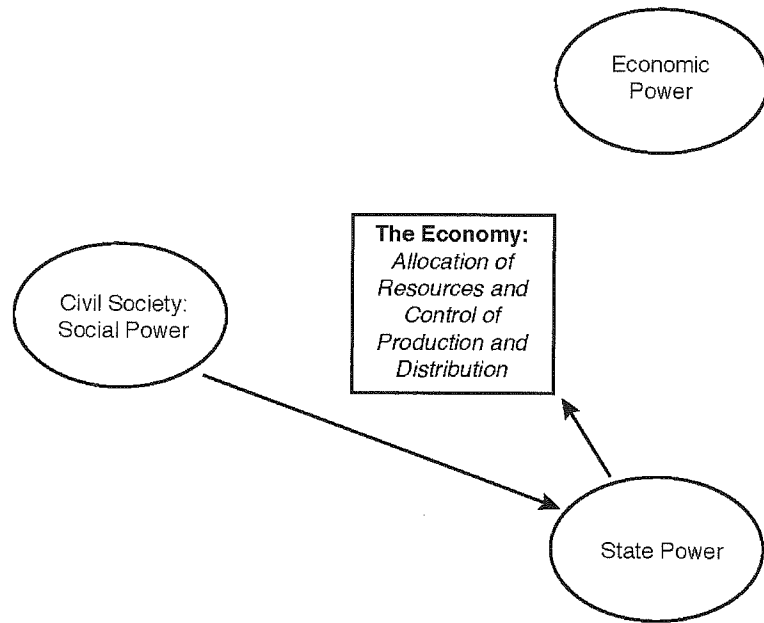 Economic
Power
The Economy:
Allocation of
Resources and
Control of
Production and
Distribution
Civil Society:
Social Power
State Power